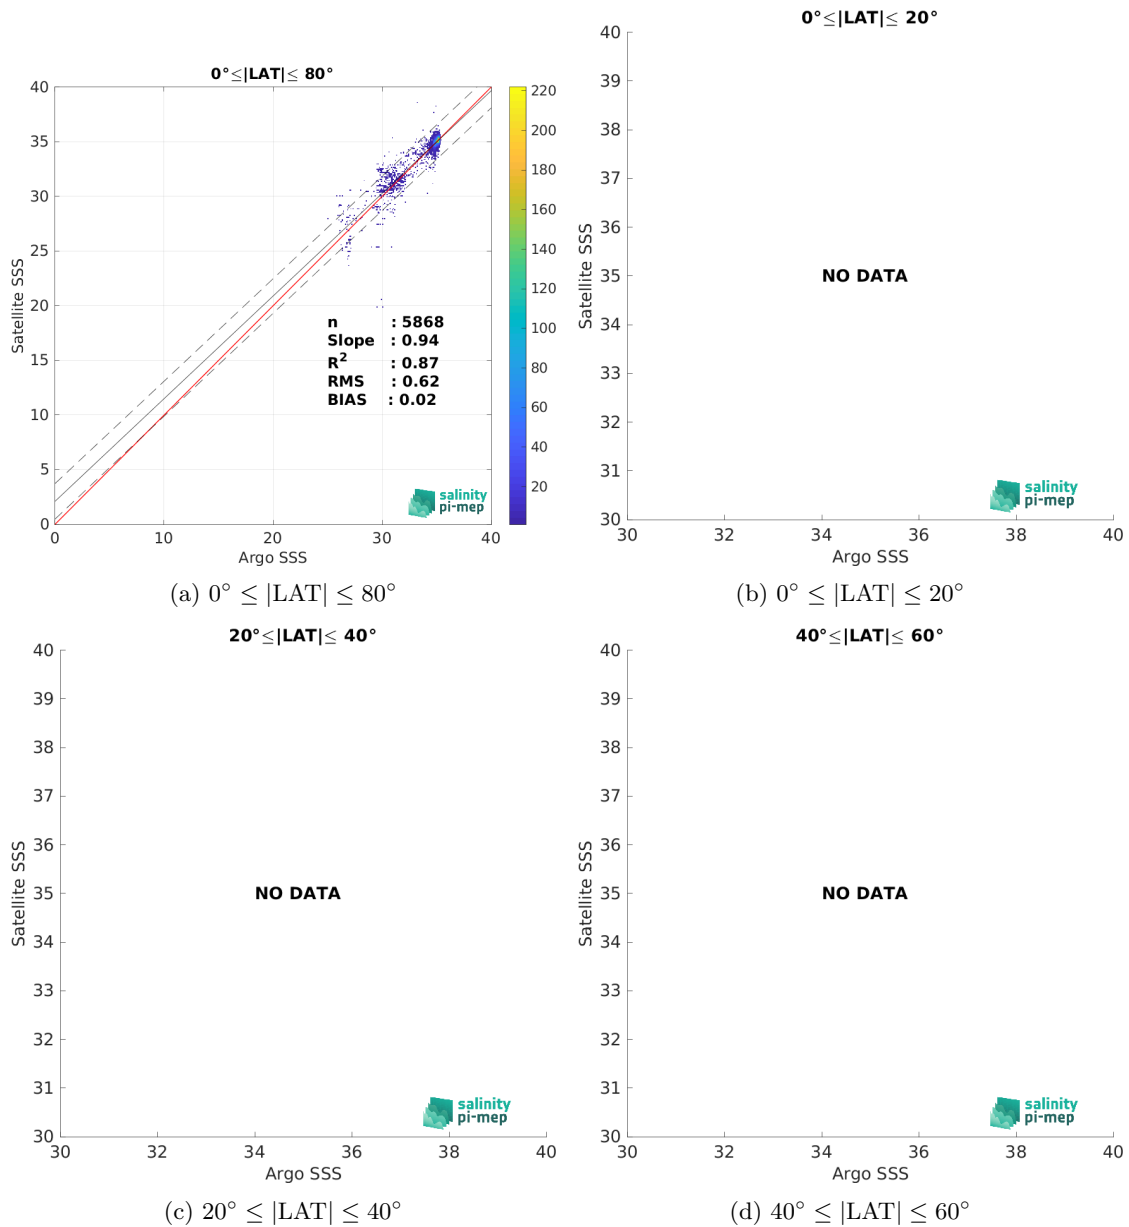 0°≤|LAT|≤ 80°
40
35
30
25
20
15
10
5
0
0
10
20
30
40
Satellite SSS
Argo SSS
n : 5868
Slope : 0.94
R2 : 0.87
RMS : 0.62
BIAS : 0.02
220
200
180
160
140
120
100
80
60
40
20
salinity
pi-mep
(a) 0° ≤ |LAT| ≤ 80°
0°≤|LAT|≤ 20°
40
39
38
37
36
35
34
33
32
31
30
30
32
34
36
38
40
Satellite SSS
Argo SSS
NO DATA
salinity
pi-mep
(b) 0° ≤ |LAT| ≤ 20°
20°≤|LAT|≤ 40°
40
39
38
37
36
35
34
33
32
31
30
30
32
34
36
38
40
Satellite SSS
Argo SSS
NO DATA
salinity
pi-mep
(c) 20° ≤ |LAT| ≤ 40°
40°≤|LAT|≤ 60°
40
39
38
37
36
35
34
33
32
31
30
30
32
34
36
38
40
Satellite SSS
Argo SSS
NO DATA
salinity
pi-mep
(d) 40° ≤ |LAT| ≤ 60°